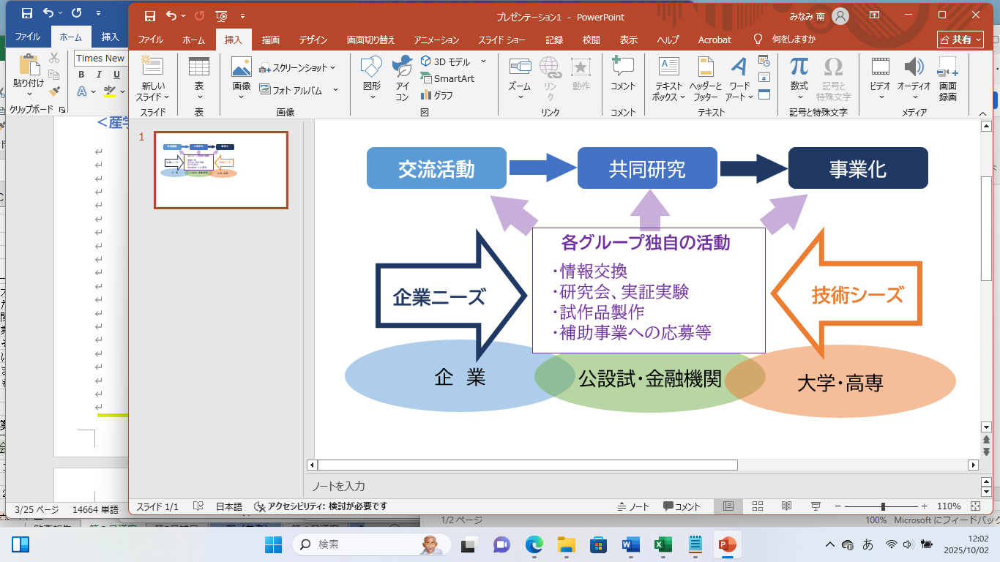 プレゼンテーション1 - PowerPoint
みなみ 南
ファイル ホーム 挿入
ファイル ホーム 挿入 描画 デザイン 画面切り替え アニメーション スライド ショー 記録 校閲 表示 ヘルプ Acrobat 何をしますか 共有
Times New
B I U
貼り付け
クリップボード
新しい
スライド
スライド
表
表
画像
スクリーンショット
フォト アルバム
画像
図形
アイ
コン
3D モデル
SmartArt
グラフ
図
ズーム
リン
ク
動作
リンク
コメント
コメント
テキスト
ボックス
ヘッダーと
フッター
ワード
アート
テキスト
数式
記号と
特殊文字
記号と特殊文字
ビデオ
オーディオ
画面
録画
メディア
<産学
1
交流活動
共同研究
事業化
各グループ独自の活動
・情報交換
・研究会、実証実験
・試作品製作
・補助事業への応募等
企業ニーズ
技術シーズ
企 業
公設試・金融機関
大学・高専
ノートを入力
3/25 ページ 14664 単語
スライド 1/1 日本語 アクセシビリティ: 検討が必要です ノート コメント 110%
1/2 ページ 100% Microsoft にフィードバック
検索
あ
12:02
2025/10/02